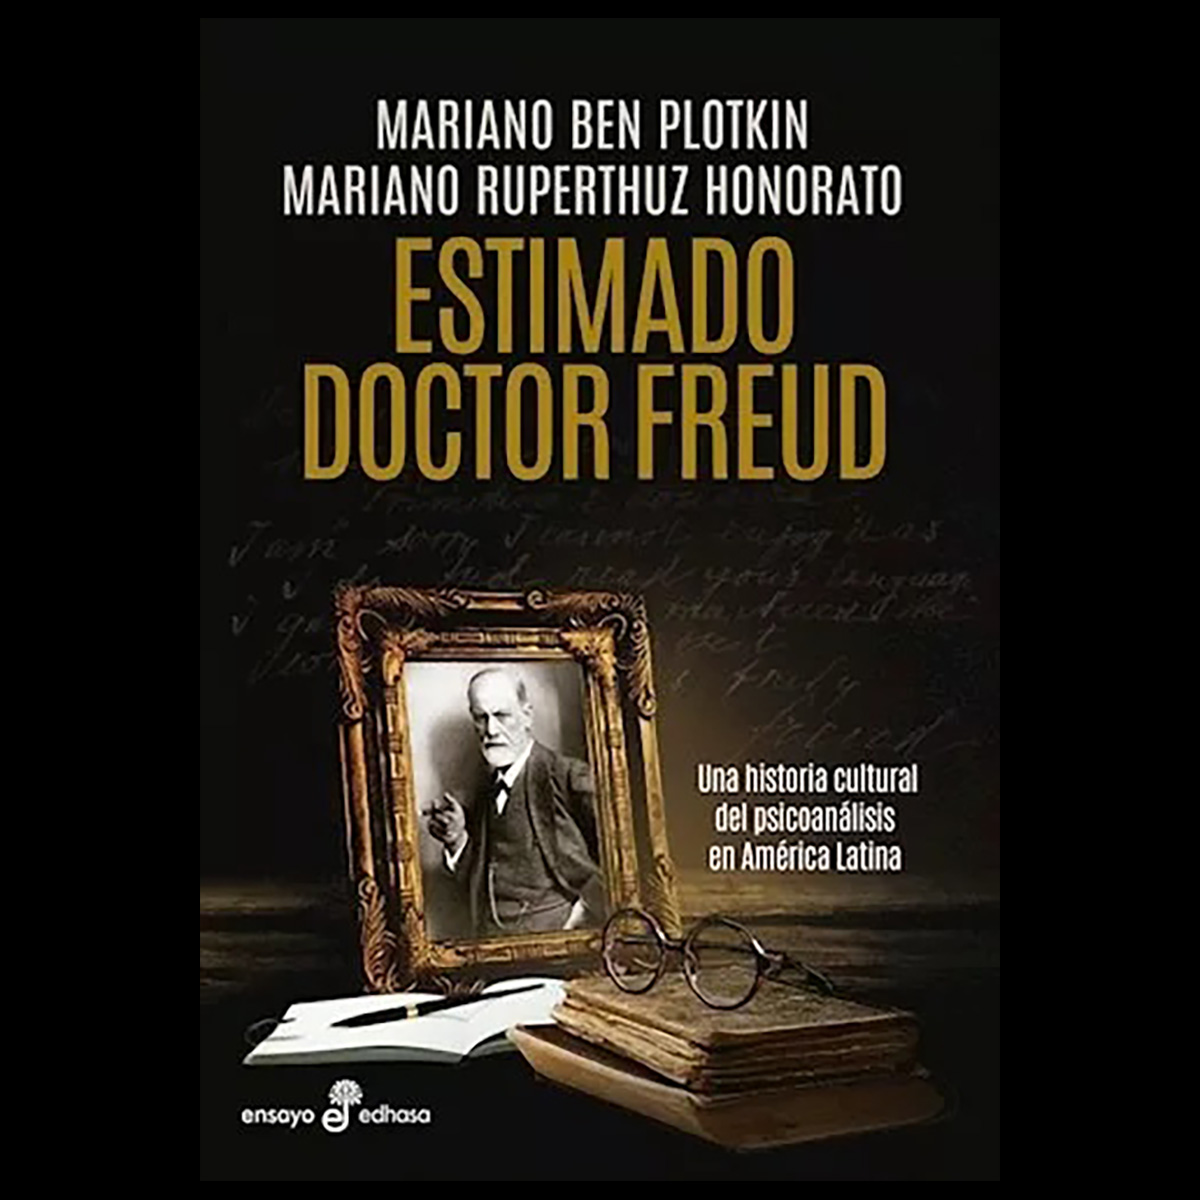 MARIANO BEN PLOTKIN
MARIANO RUPERTHUZ HONORATO
ESTIMADO
DOCTOR FREUD
Una historia cultural
del psicoanálisis
en América Latina
ensayo edhasa